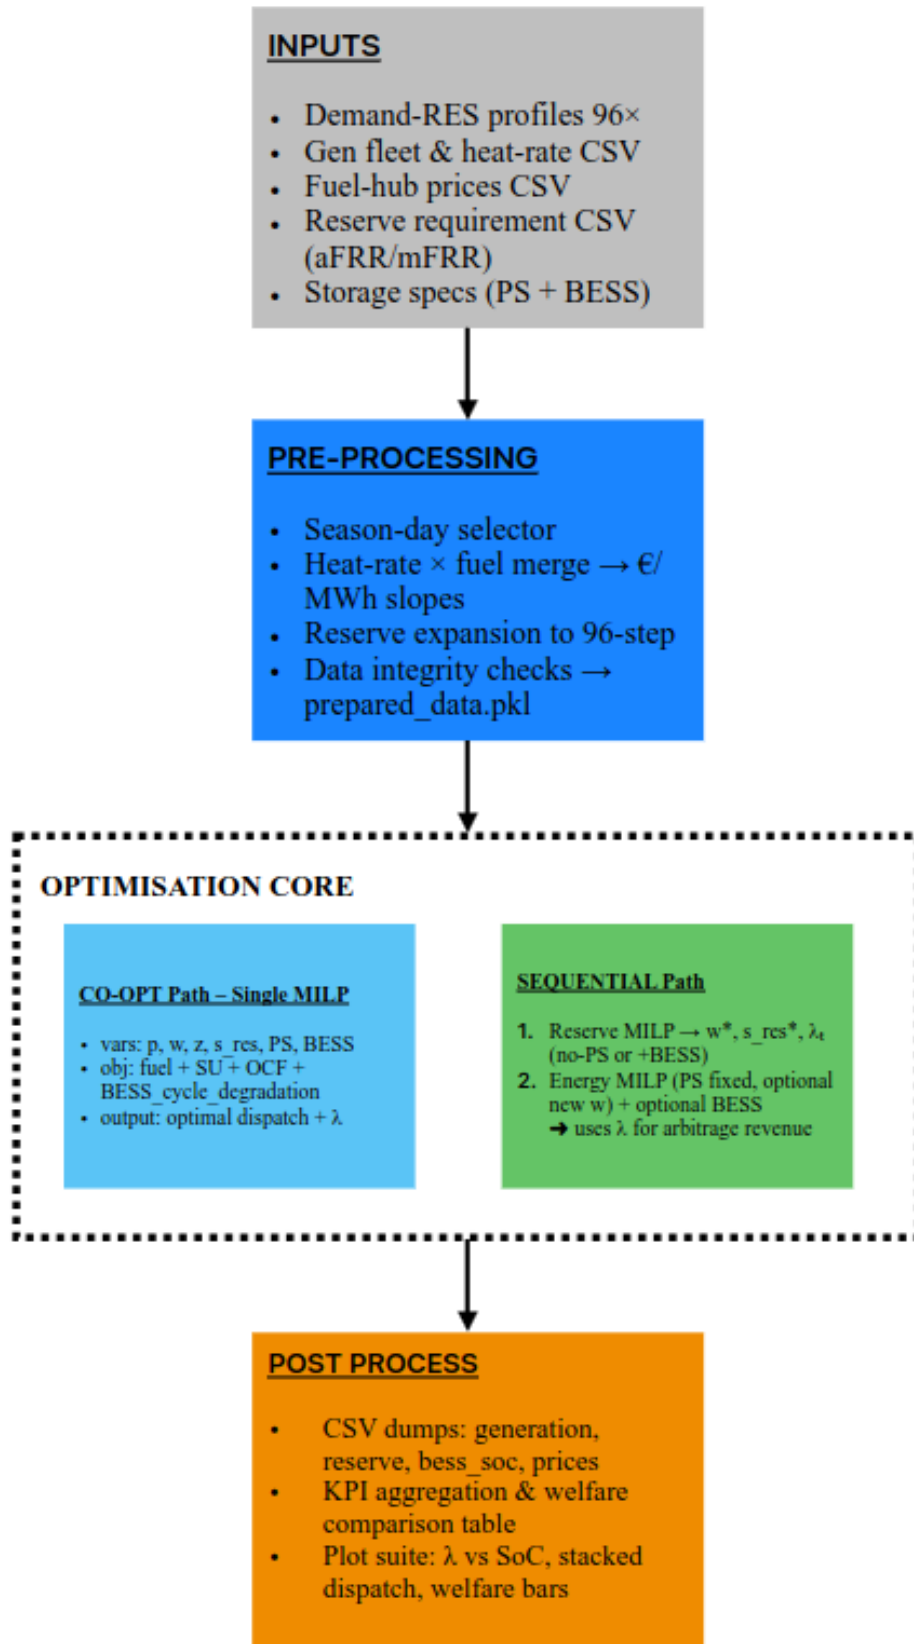 INPUTS
• Demand-RES profiles 96×
• Gen fleet & heat-rate CSV
• Fuel-hub prices CSV
• Reserve requirement CSV
(aFRR/mFRR)
• Storage specs (PS + BESS)
PRE-PROCESSING
• Season-day selector
• Heat-rate × fuel merge → €/
MWh slopes
• Reserve expansion to 96-step
• Data integrity checks →
prepared_data.pkl
OPTIMISATION CORE
CO-OPT Path – Single MILP
• vars: p, w, z, s_res, PS, BESS
• obj: fuel + SU + OCF +
BESS_cycle_degradation
• output: optimal dispatch + λ
SEQUENTIAL Path
1. Reserve MILP → w*, s_res*, λₜ
(no-PS or +BESS)
2. Energy MILP (PS fixed, optional
new w) + optional BESS
➔ uses λ for arbitrage revenue
POST PROCESS
• CSV dumps: generation,
reserve, bess_soc, prices
• KPI aggregation & welfare
comparison table
• Plot suite: λ vs SoC, stacked
dispatch, welfare bars